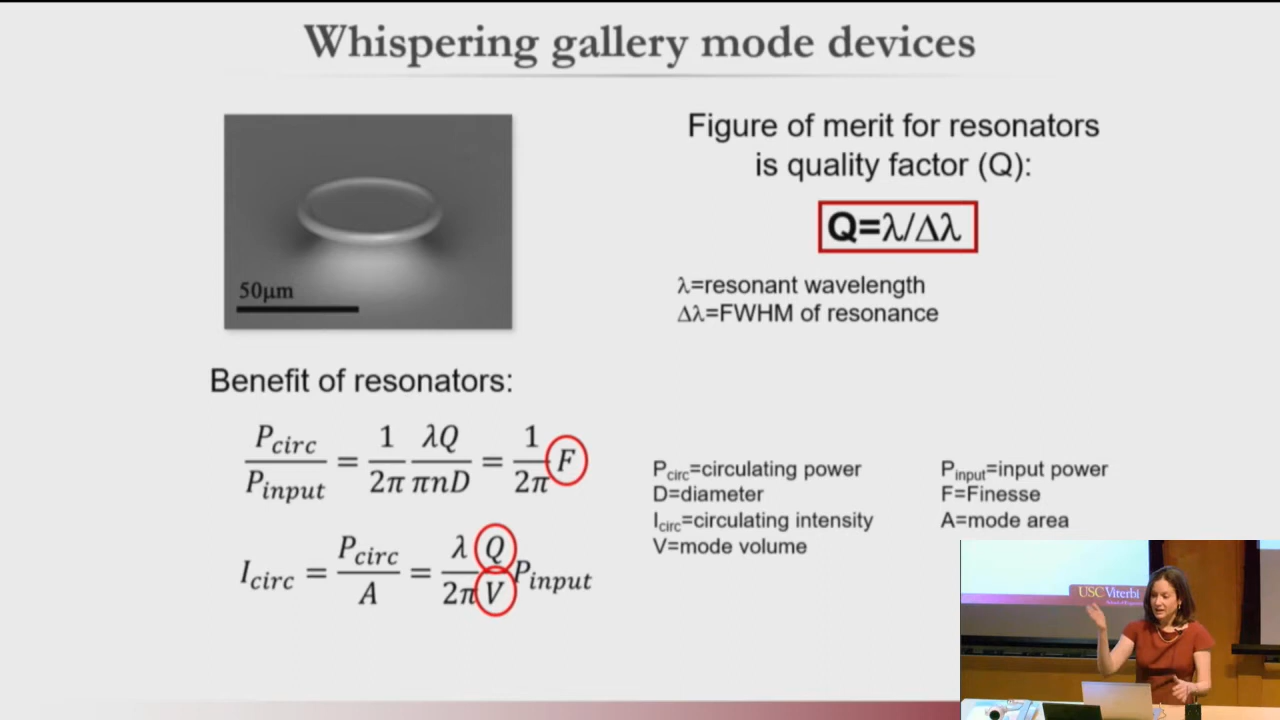 Whispering gallery mode devices
50μm
Figure of merit for resonators
is quality factor (Q):
Q=λ/Δλ
λ=resonant wavelength
Δλ=FWHM of resonance
Benefit of resonators:
P_circ/P_input = 1/2π λQ/πnD = 1/2π F
I_circ = P_circ/A = λ/2π Q/V P_input
P_circ=circulating power
D=diameter
I_circ=circulating intensity
V=mode volume
P_input=input power
F=Finesse
A=mode area
USC Viterbi